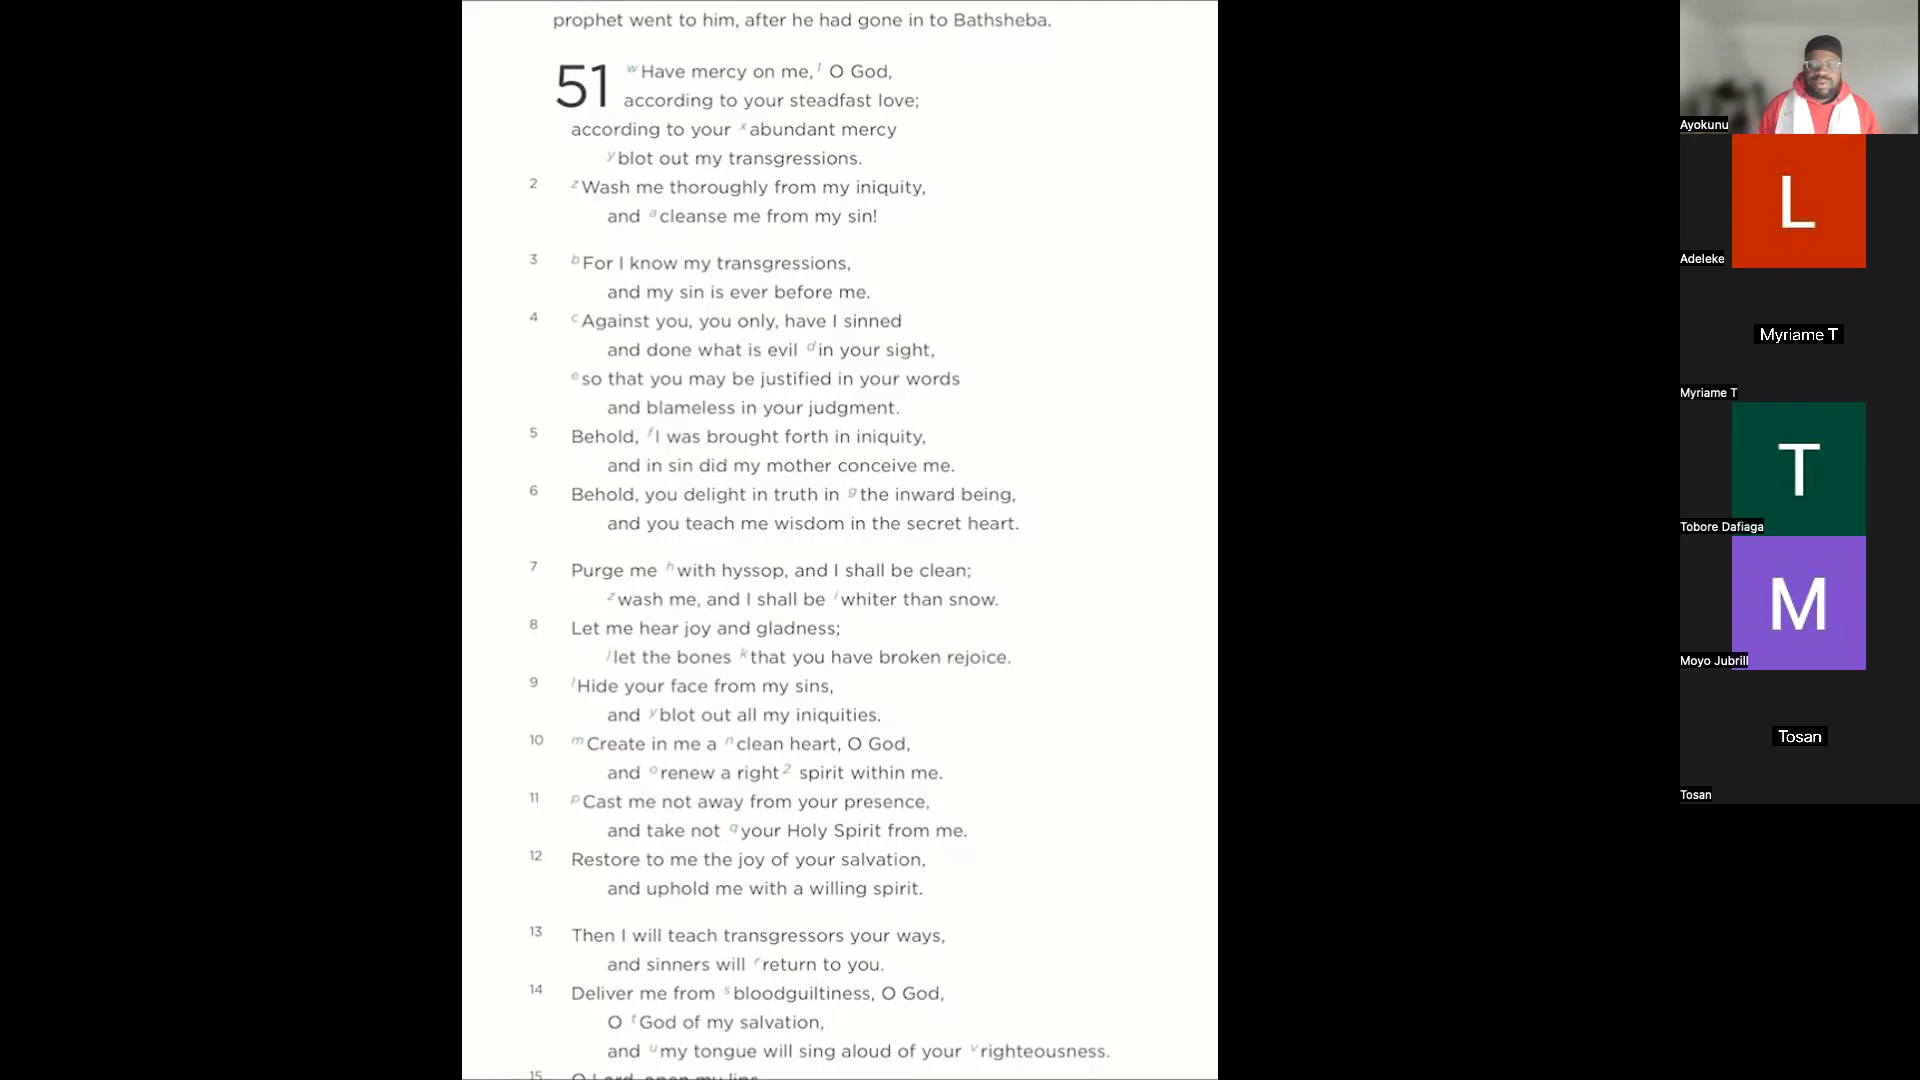 prophet went to him, after he had gone in to Bathsheba.
51 w Have mercy on me,1 O God,
according to your steadfast love;
according to your x abundant mercy
y blot out my transgressions.
2 z Wash me thoroughly from my iniquity,
and a cleanse me from my sin!
3 b For I know my transgressions,
and my sin is ever before me.
4 c Against you, you only, have I sinned
and done what is evil d in your sight,
e so that you may be justified in your words
and blameless in your judgment.
5 Behold, f I was brought forth in iniquity,
and in sin did my mother conceive me.
6 Behold, you delight in truth in g the inward being,
and you teach me wisdom in the secret heart.
7 Purge me h with hyssop, and I shall be clean;
z wash me, and I shall be i whiter than snow.
8 Let me hear joy and gladness;
j let the bones k that you have broken rejoice.
9 l Hide your face from my sins,
and y blot out all my iniquities.
10 m Create in me a n clean heart, O God,
and o renew a right 2 spirit within me.
11 p Cast me not away from your presence,
and take not q your Holy Spirit from me.
12 Restore to me the joy of your salvation,
and uphold me with a willing spirit.
13 Then I will teach transgressors your ways,
and sinners will r return to you.
14 Deliver me from s bloodguiltiness, O God,
O t God of my salvation,
and u my tongue will sing aloud of your v righteousness.
15 O Lord, open my lips
Ayokunu
L
Adeleke
Myriame T
Myriame T
T
Tobore Dafiaga
M
Moyo Jubrill
Tosan
Tosan